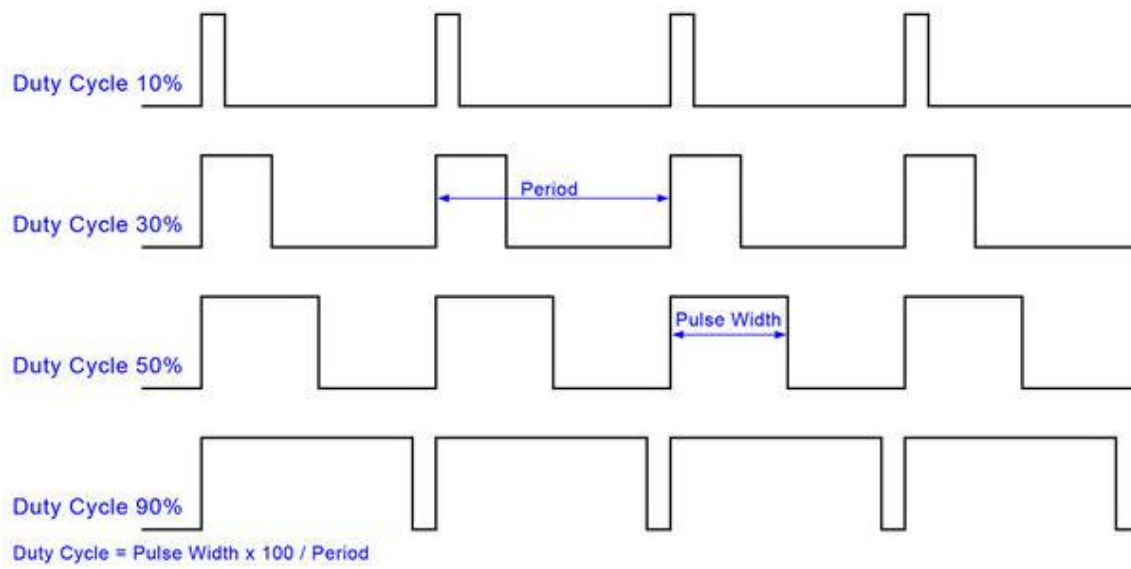 Duty Cycle 10%
Period
Duty Cycle 30%
Pulse Width
Duty Cycle 50%
Duty Cycle 90%
Duty Cycle = Pulse Width x 100 / Period